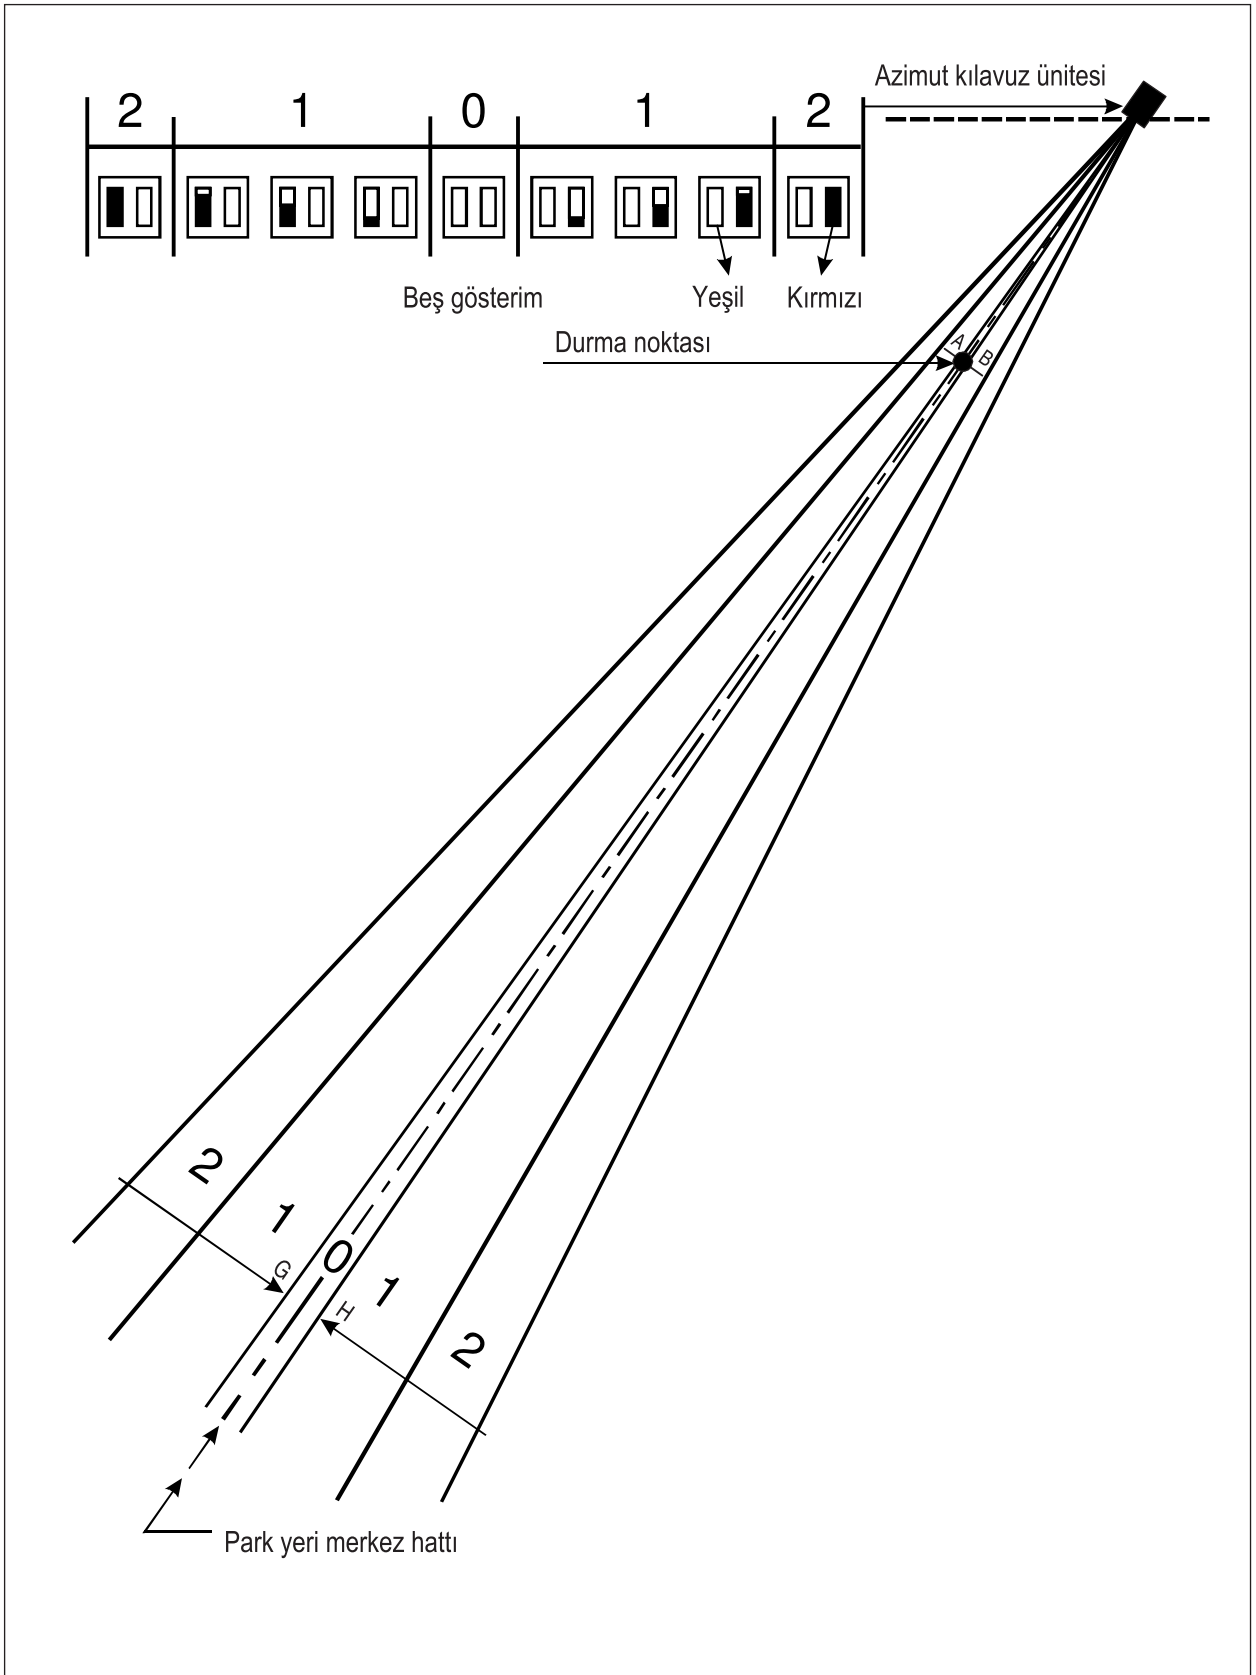 Azimut kılavuz ünitesi
2 1 0 1 2
Beş gösterim
Yeşil
Kırmızı
Durma noktası
A
B
2
1
G
0
1
H
2
Park yeri merkez hattı